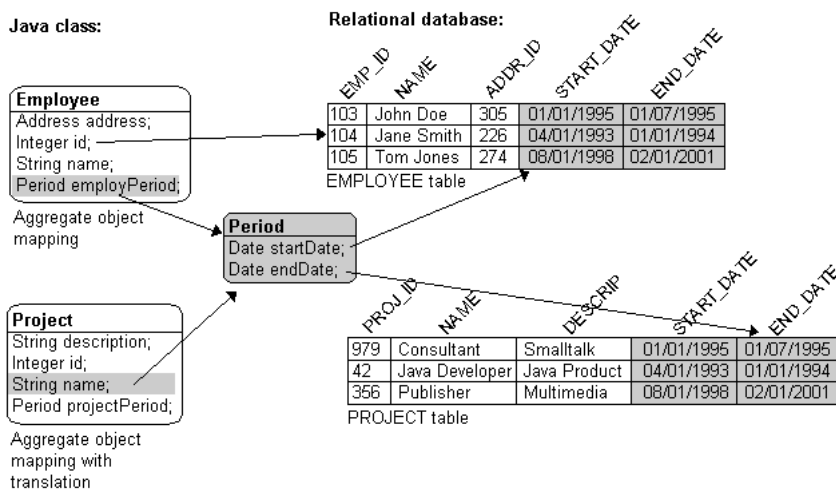 Java class:
Relational database:
Employee
Address address;
Integer id;
String name;
Period employPeriod;
Aggregate object
mapping
EMP_ID NAME ADDR_ID START_DATE END_DATE
103 John Doe 305 01/01/1995 01/07/1995
104 Jane Smith 226 04/01/1993 01/01/1994
105 Tom Jones 274 08/01/1998 02/01/2001
EMPLOYEE table
Period
Date startDate;
Date endDate;
Project
String description;
Integer id;
String name;
Period projectPeriod;
Aggregate object
mapping with
translation
PROJ_ID NAME DESCRIP START_DATE END_DATE
979 Consultant Smalltalk 01/01/1995 01/07/1995
42 Java Developer Java Product 04/01/1993 01/01/1994
356 Publisher Multimedia 08/01/1998 02/01/2001
PROJECT table